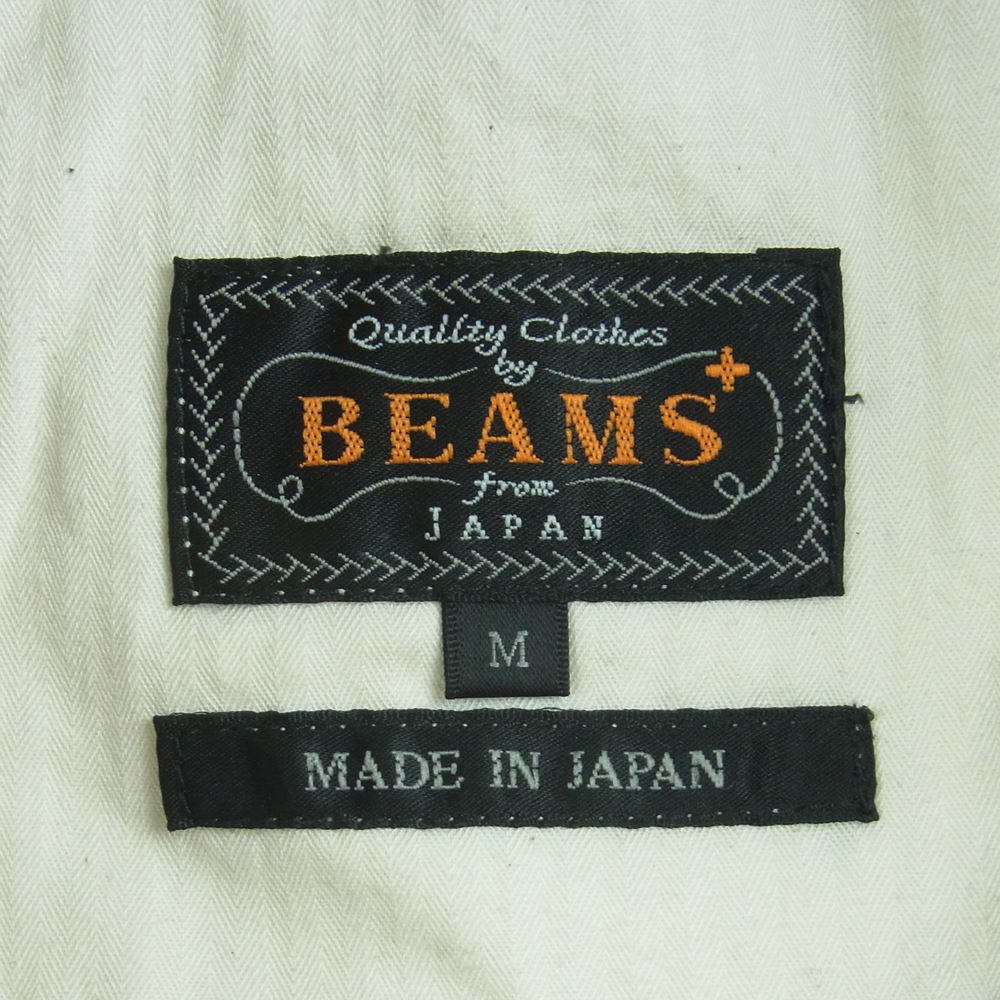 Quality Clothes
by
BEAMS+
from
JAPAN
M
MADE IN JAPAN